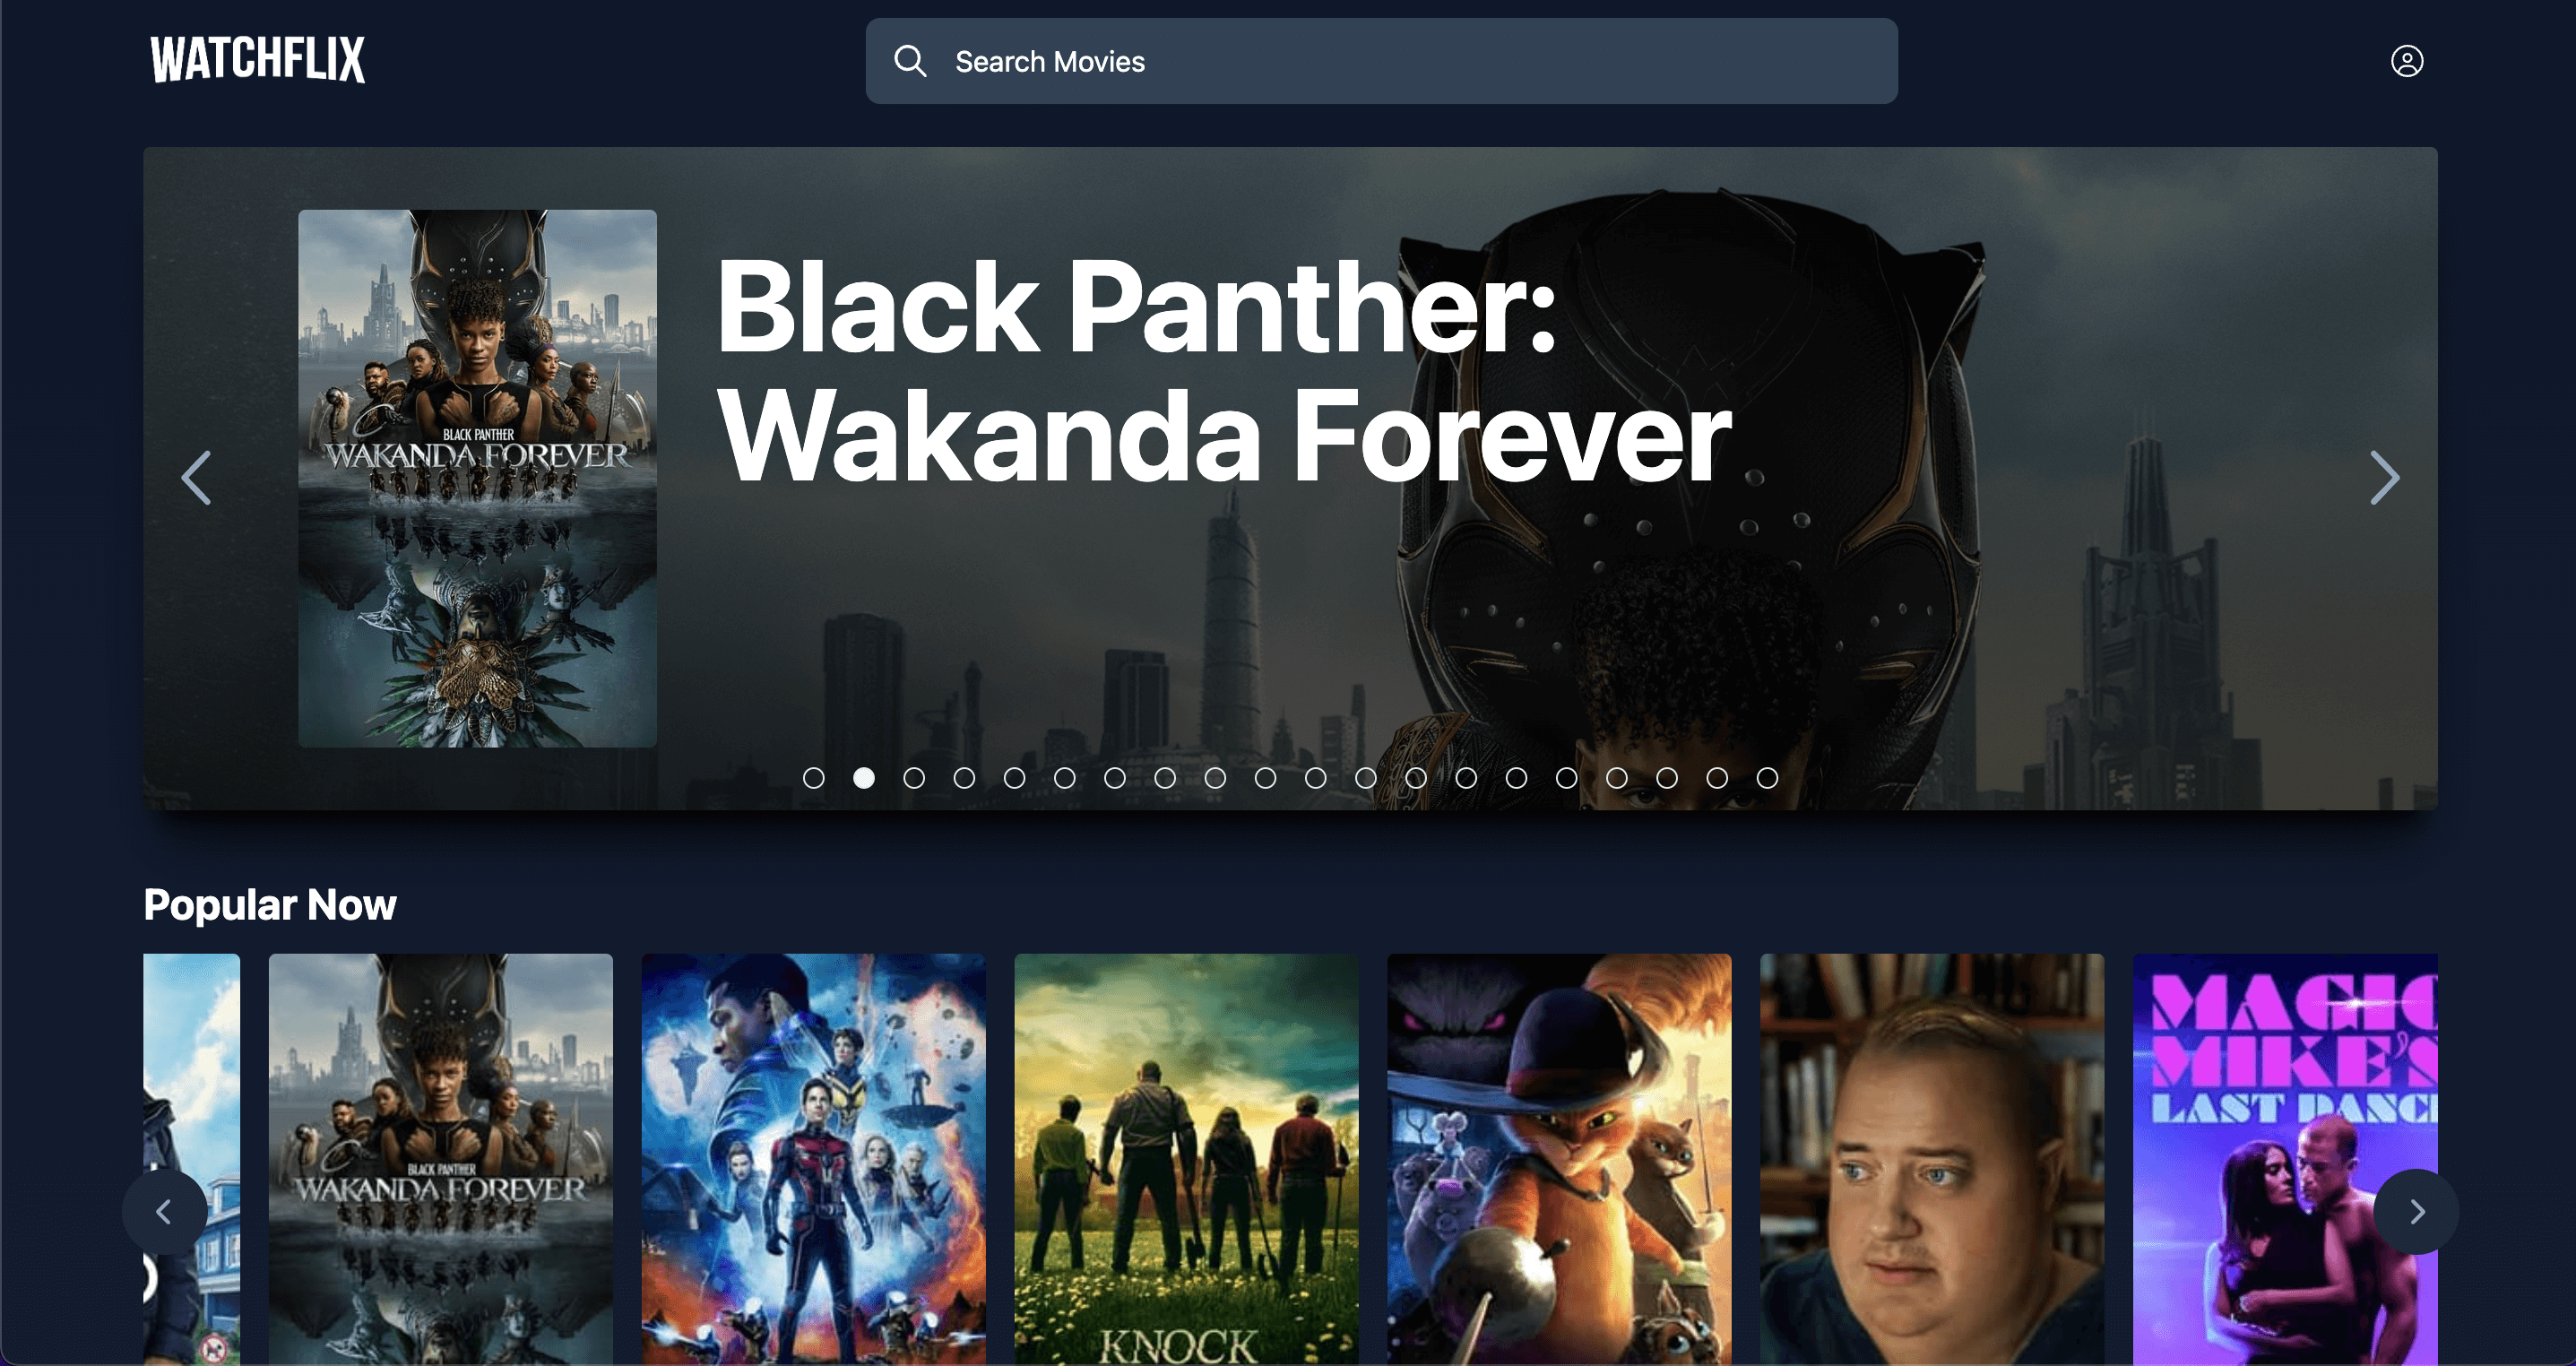 WATCHFLIX
Search Movies
Black Panther:
Wakanda Forever
BLACK PANTHER
WAKANDA FOREVER
Popular Now
BLACK PANTHER
WAKANDA FOREVER
KNOCK
MAGIC
MIKE'S
LAST DANCE